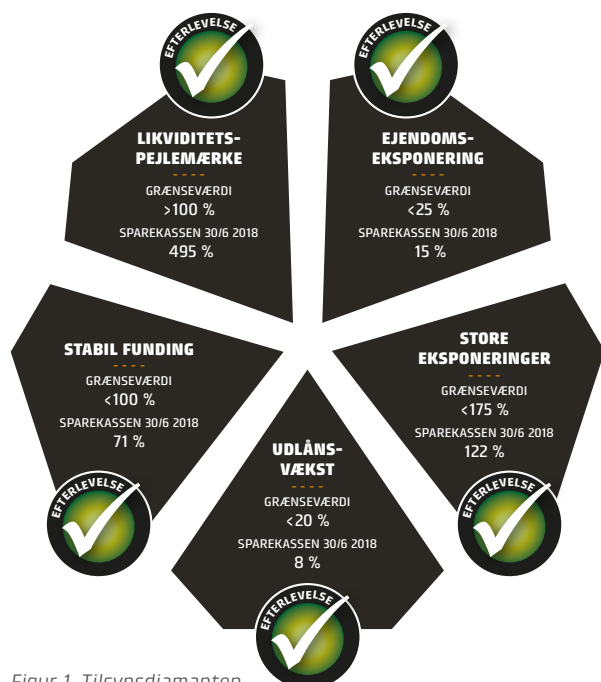 EFTERLEVELSE
LIKVIDITETS-
PEJLEMÆRKE
GRÆNSEVÆRDI
>100 %
SPAREKASSEN 30/6 2018
495 %
EFTERLEVELSE
EJENDOMS-
EKSPONERING
GRÆNSEVÆRDI
<25 %
SPAREKASSEN 30/6 2018
15 %
STABIL FUNDING
GRÆNSEVÆRDI
<100 %
SPAREKASSEN 30/6 2018
71 %
EFTERLEVELSE
STORE
EKSPONERINGER
GRÆNSEVÆRDI
<175 %
SPAREKASSEN 30/6 2018
122 %
EFTERLEVELSE
UDLÅNS-
VÆKST
GRÆNSEVÆRDI
<20 %
SPAREKASSEN 30/6 2018
8 %
EFTERLEVELSE
Figur 1. Tilsynsdiamanten